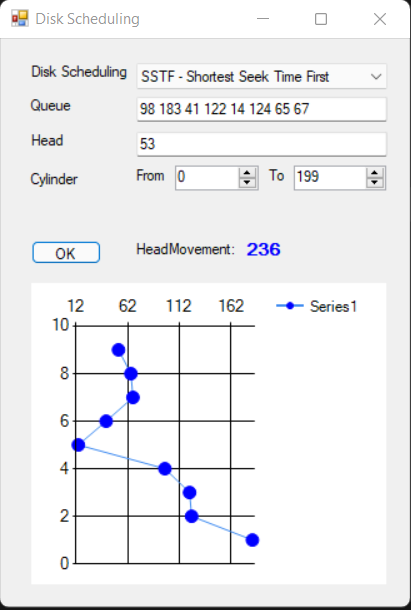 Disk Scheduling
Disk Scheduling SSTF - Shortest Seek Time First
Queue 98 183 41 122 14 124 65 67
Head 53
Cylinder From 0 To 199
OK HeadMovement: 236
12 62 112 162 Series1
10
8
6
4
2
0